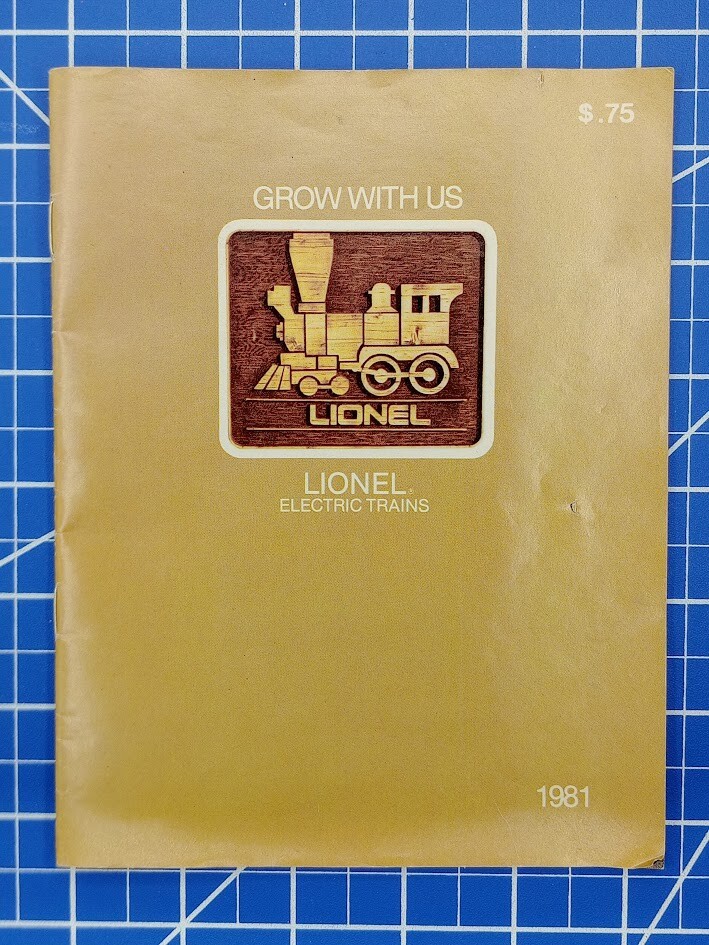 $.75
GROW WITH US
LIONEL
LIONEL®
ELECTRIC TRAINS
1981